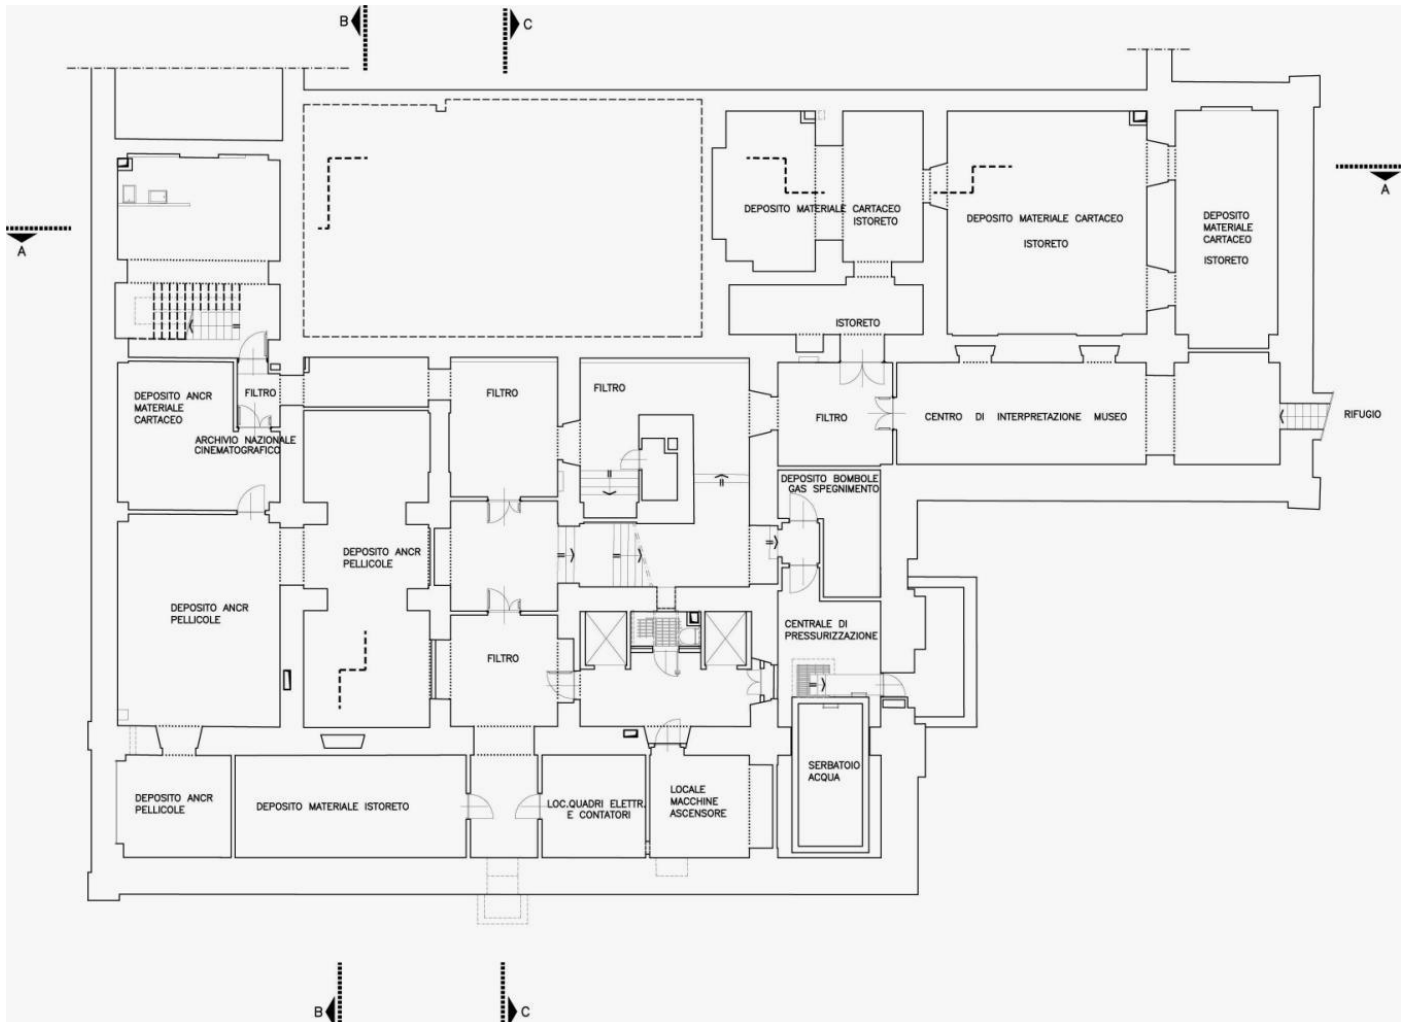 B
C
A
A
DEPOSITO MATERIALE CARTACEO
ISTORETO
DEPOSITO MATERIALE CARTACEO
ISTORETO
DEPOSITO
MATERIALE
CARTACEO
ISTORETO
ISTORETO
DEPOSITO ANCR
MATERIALE
CARTACEO
FILTRO
ARCHIVIO NAZIONALE
CINEMATOGRAFICO
FILTRO
FILTRO
FILTRO
CENTRO DI INTERPRETAZIONE MUSEO
RIFUGIO
DEPOSITO BOMBOLE
GAS SPEGNIMENTO
DEPOSITO ANCR
PELLICOLE
DEPOSITO ANCR
PELLICOLE
FILTRO
CENTRALE DI
PRESSURIZZAZIONE
DEPOSITO ANCR
PELLICOLE
DEPOSITO MATERIALE ISTORETO
LOC.QUADRI ELETTR.
E CONTATORI
LOCALE
MACCHINE
ASCENSORE
SERBATOIO
ACQUA
B
C